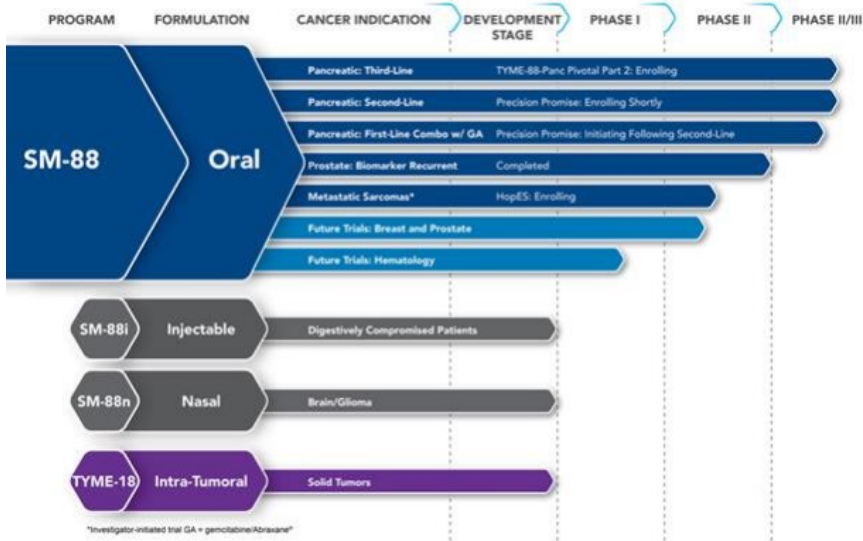 PROGRAM FORMULATION CANCER INDICATION DEVELOPMENT STAGE PHASE I PHASE II PHASE II/III
SM-88 Oral
Pancreatic: Third-Line TYME-88-Panc Pivotal Part 2: Enrolling
Pancreatic: Second-Line Precision Promise: Enrolling Shortly
Pancreatic: First-Line Combo w/ GA Precision Promise: Initiating Following Second-Line
Prostate: Biomarker Recurrent Completed
Metastatic Sarcomas* HopES: Enrolling
Future Trials: Breast and Prostate
Future Trials: Hematology
SM-88i Injectable Digestively Compromised Patients
SM-88n Nasal Brain/Glioma
TYME-18 Intra-Tumoral Solid Tumors
*Investigator-initiated trial GA = gemcitabine/Abraxane®